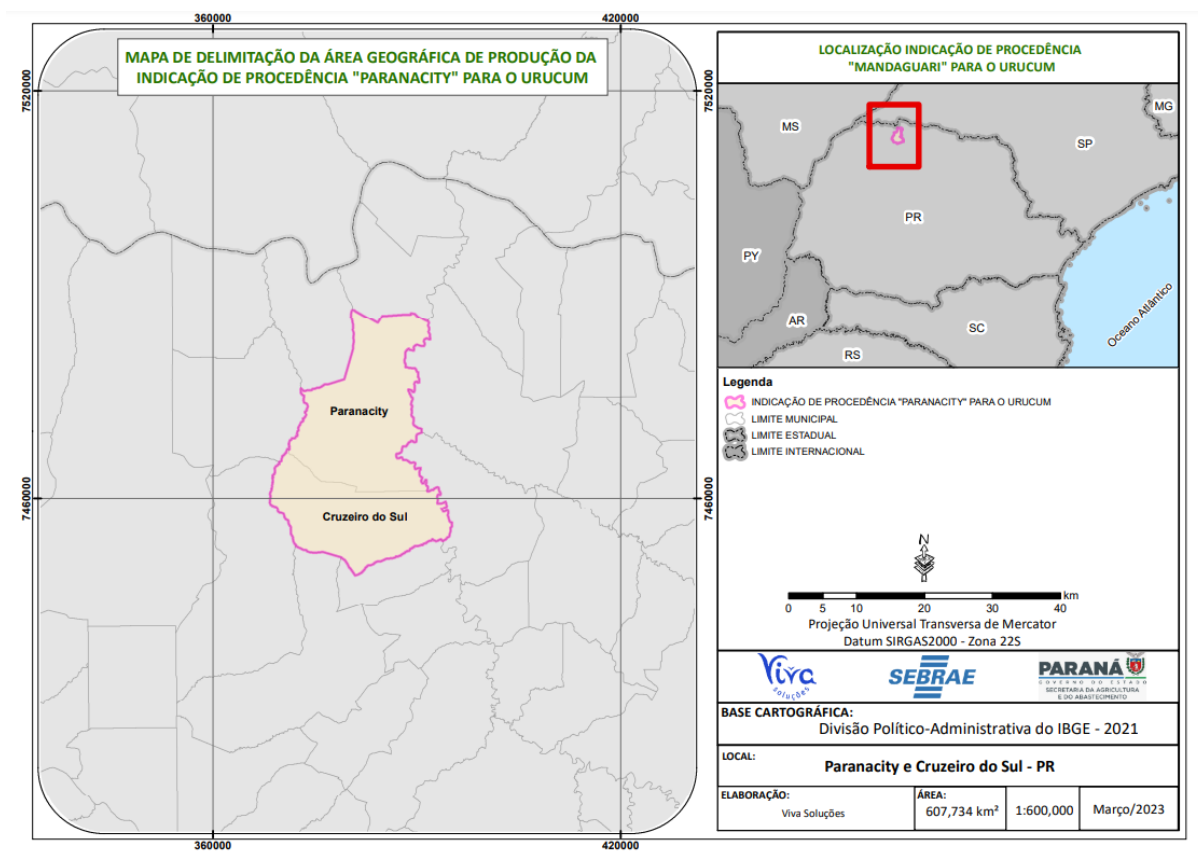 360000
420000
MAPA DE DELIMITAÇÃO DA ÁREA GEOGRÁFICA DE PRODUÇÃO DA
INDICAÇÃO DE PROCEDÊNCIA "PARANACITY" PARA O URUCUM
7520000
7520000
Paranacity
Cruzeiro do Sul
7460000
7460000
360000
420000
LOCALIZAÇÃO INDICAÇÃO DE PROCEDÊNCIA
"MANDAGUARI" PARA O URUCUM
MS
MG
SP
PR
PY
AR
SC
RS
Oceano Atlântico
Legenda
INDICAÇÃO DE PROCEDÊNCIA "PARANACITY" PARA O URUCUM
LIMITE MUNICIPAL
LIMITE ESTADUAL
LIMITE INTERNACIONAL
N
km
0 5 10 20 30 40
Projeção Universal Transversa de Mercator
Datum SIRGAS2000 - Zona 22S
Viva
Soluções
SEBRAE
PARANÁ
GOVERNO DO ESTADO
SECRETARIA DA AGRICULTURA
E DO ABASTECIMENTO
BASE CARTOGRÁFICA:
Divisão Político-Administrativa do IBGE - 2021
LOCAL:
Paranacity e Cruzeiro do Sul - PR
ELABORAÇÃO:
Viva Soluções
ÁREA:
607,734 km²
1:600,000
Março/2023